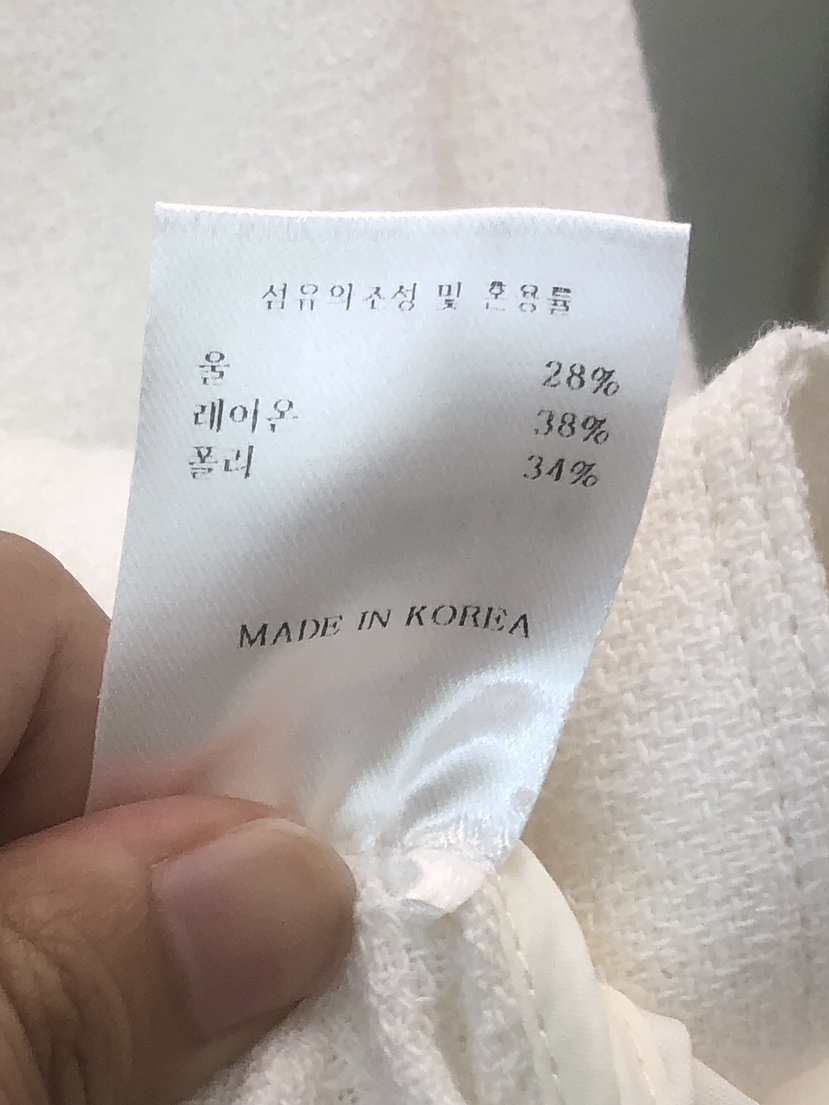 섬유의조성 및 혼용률
울 28%
레이온 38%
폴리 34%
MADE IN KOREA